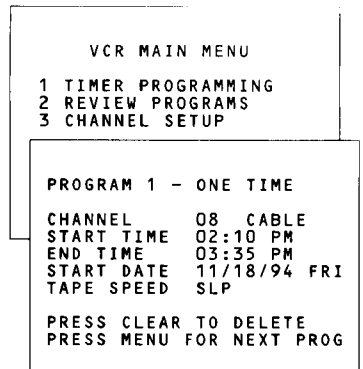 VCR MAIN MENU
1 TIMER PROGRAMMING
2 REVIEW PROGRAMS
3 CHANNEL SETUP
PROGRAM 1 - ONE TIME
CHANNEL 08 CABLE
START TIME 02:10 PM
END TIME 03:35 PM
START DATE 11/18/94 FRI
TAPE SPEED SLP
PRESS CLEAR TO DELETE
PRESS MENU FOR NEXT PROG